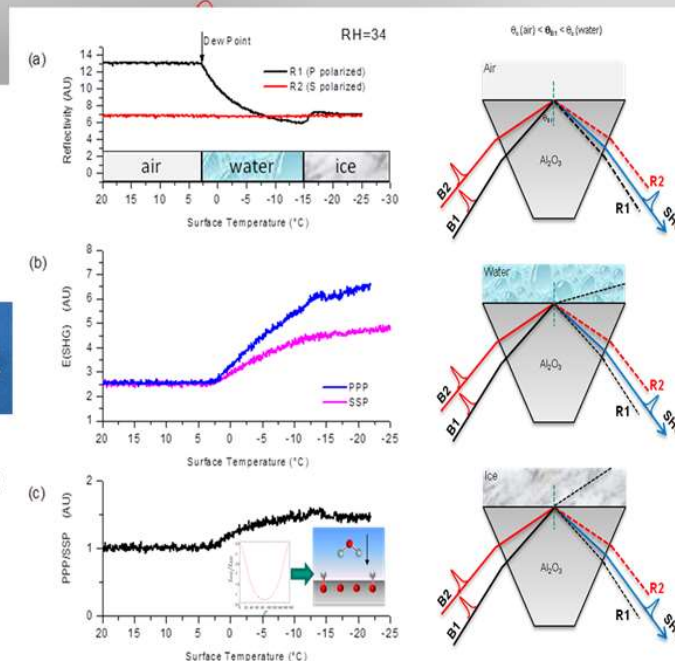 θc (air) < θB1 < θc (water)
(a)
Dew Point
RH=34
R1 (P polarized)
R2 (S polarized)
Reflectivity (AU)
14
12
10
8
6
4
2
0
air
water
ice
20 15 10 5 0 -5 -10 -15 -20 -25 -30
Surface Temperature (°C)
Air
Al₂O₃
B2
B1
R2
R1
(b)
E(SHG) (AU)
8
7
6
5
4
3
2
1
PPP
SSP
20 15 10 5 0 -5 -10 -15 -20 -25
Surface Temperature (°C)
Water
Al₂O₃
B2
B1
R2
R1
(c)
PPP/SSP (AU)
2
1
0
20 15 10 5 0 -5 -10 -15 -20 -25
Surface Temperature (°C)
Ice
Al₂O₃
B2
B1
R2
R1